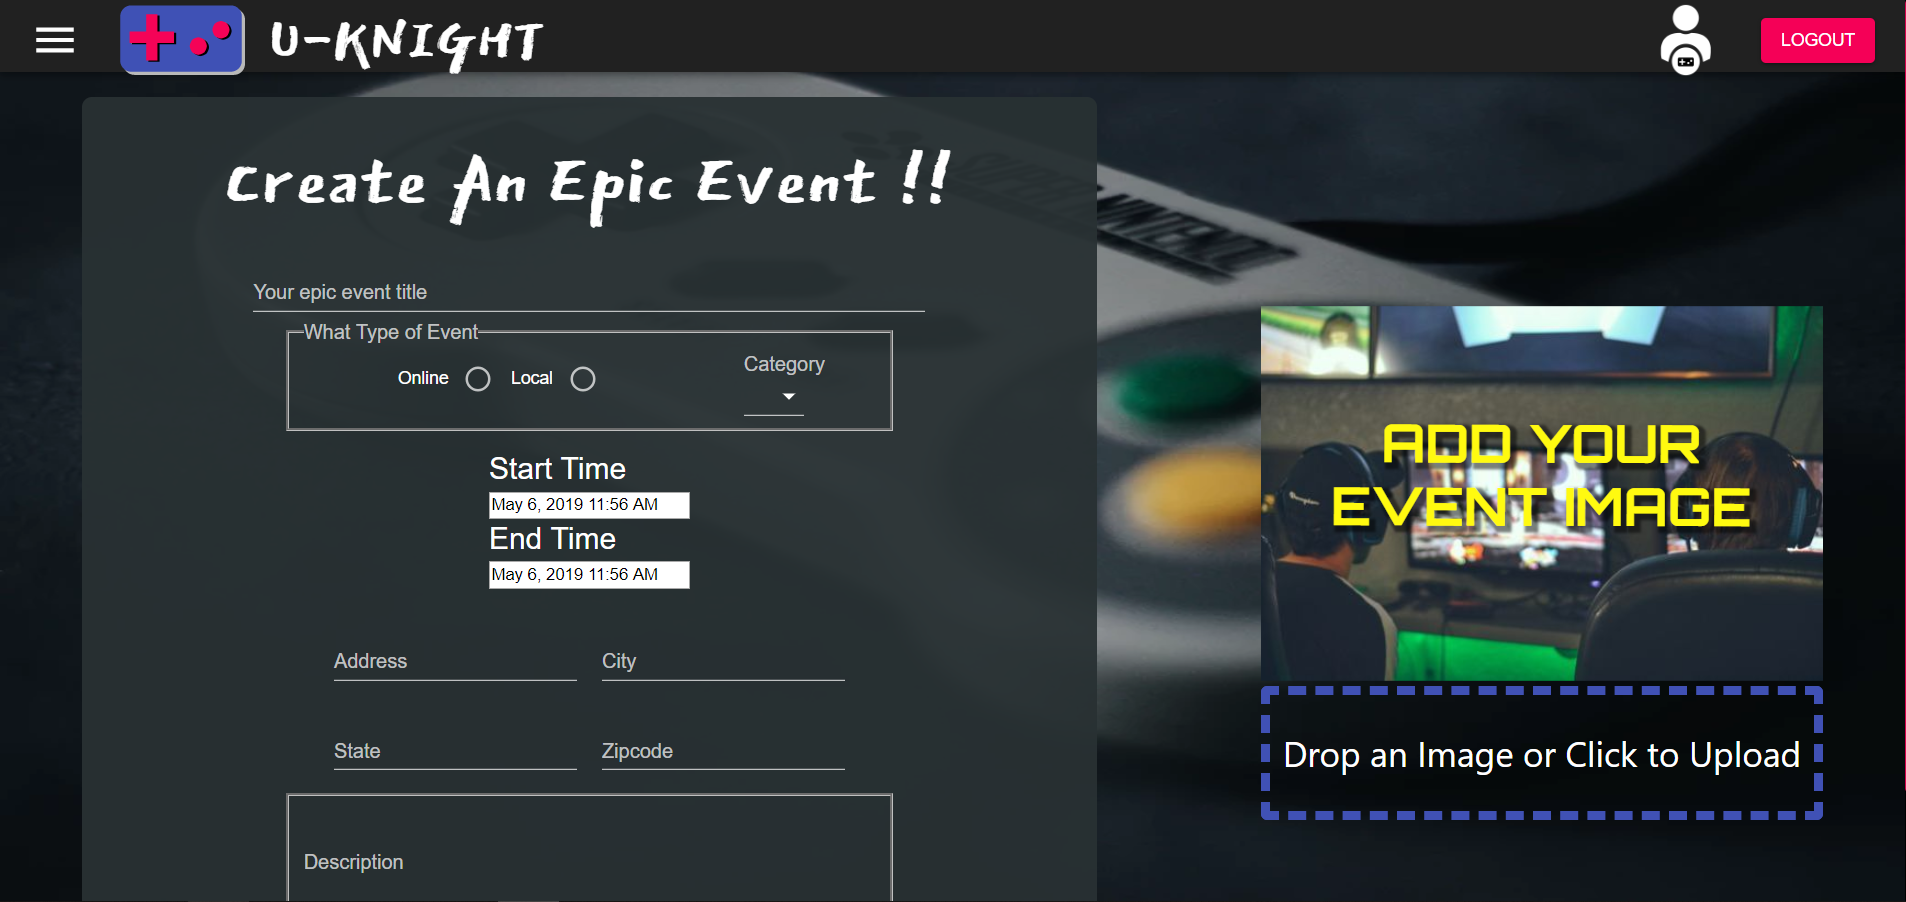 U-KNIGHT
LOGOUT
Create An Epic Event !!
Your epic event title
What Type of Event
Online Local
Category
Start Time
May 6, 2019 11:56 AM
End Time
May 6, 2019 11:56 AM
Address City
State Zipcode
Description
ADD YOUR
EVENT IMAGE
Drop an Image or Click to Upload